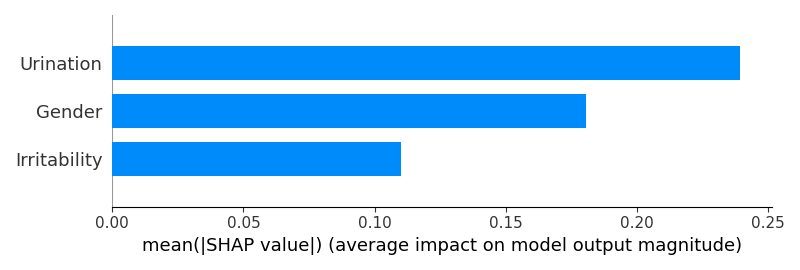 Urination
Gender
Irritability
0.00 0.05 0.10 0.15 0.20 0.25
mean(|SHAP value|) (average impact on model output magnitude)